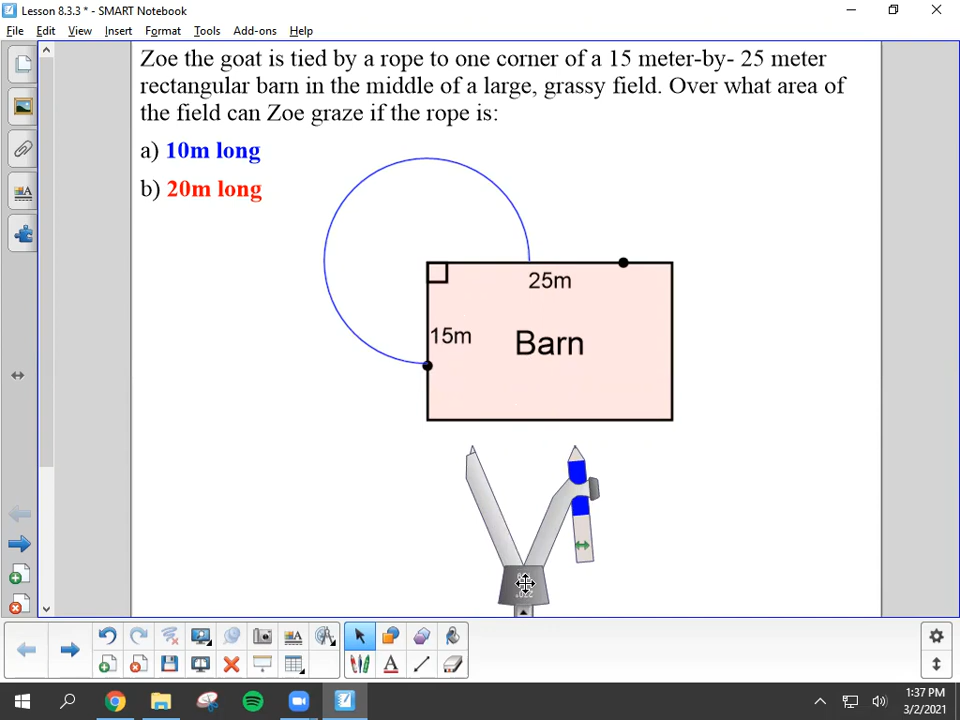 Lesson 8.3.3 * - SMART Notebook
File Edit View Insert Format Tools Add-ons Help
Zoe the goat is tied by a rope to one corner of a 15 meter-by- 25 meter
rectangular barn in the middle of a large, grassy field. Over what area of
the field can Zoe graze if the rope is:
a) 10m long
b) 20m long
25m
15m
Barn
1:37 PM
3/2/2021